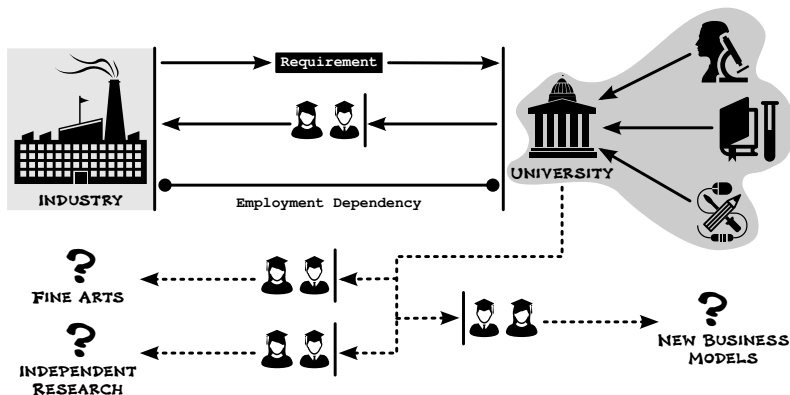 Requirement
INDUSTRY
UNIVERSITY
Employment Dependency
?
FINE ARTS
?
NEW BUSINESS
MODELS
?
INDEPENDENT
RESEARCH